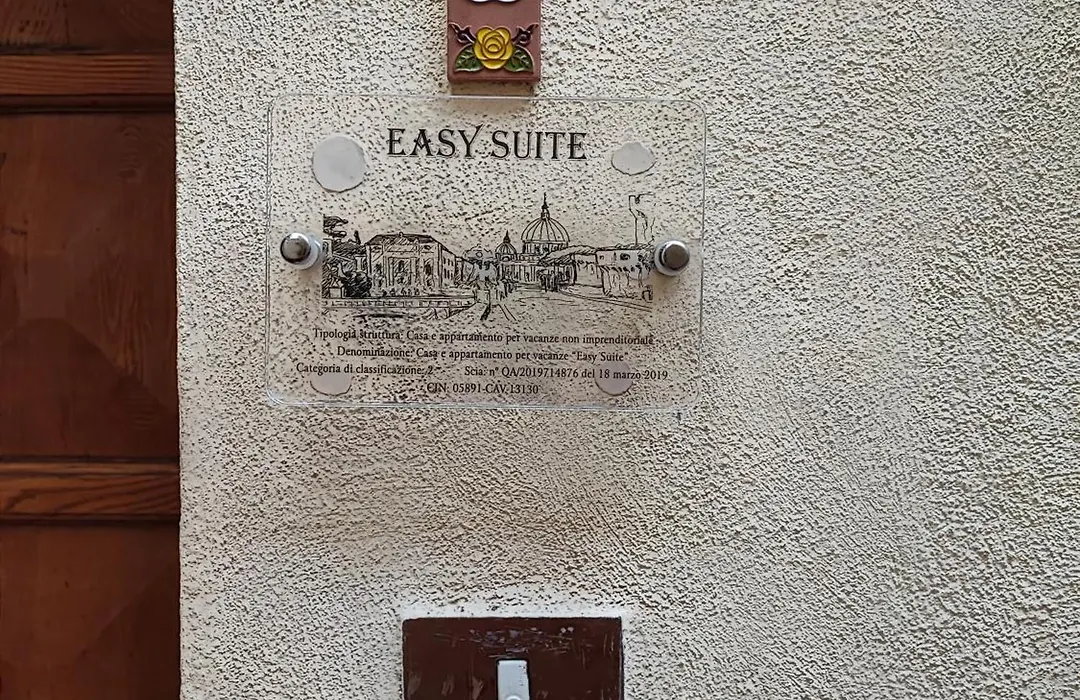 EASY SUITE
Tipologia struttura: Casa e appartamento per vacanze non imprenditoriale
Denominazione: Casa e appartamento per vacanze "Easy Suite"
Categoria di classificazione: 2 Scia: n° QA/2019714876 del 18 marzo 2019
CIN: 05891-CAV-13130